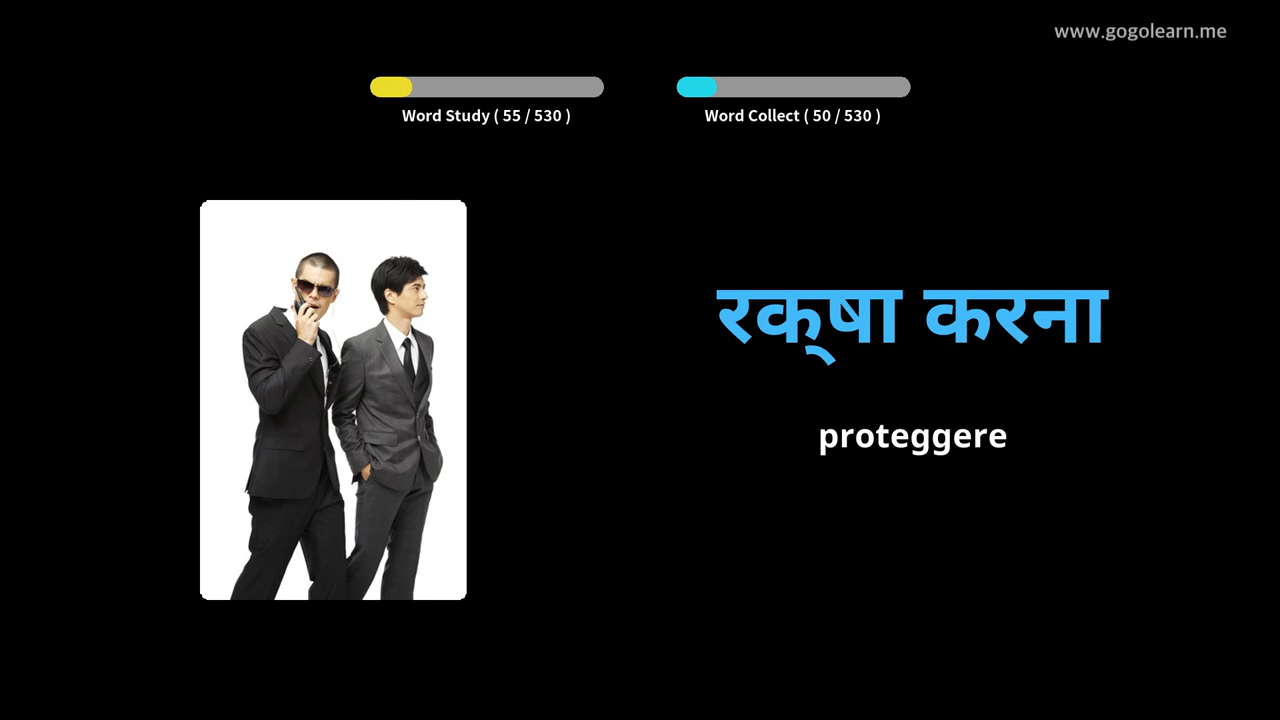 www.gogolearn.me
Word Study ( 55 / 530 )
Word Collect ( 50 / 530 )
रक्षा करना
proteggere